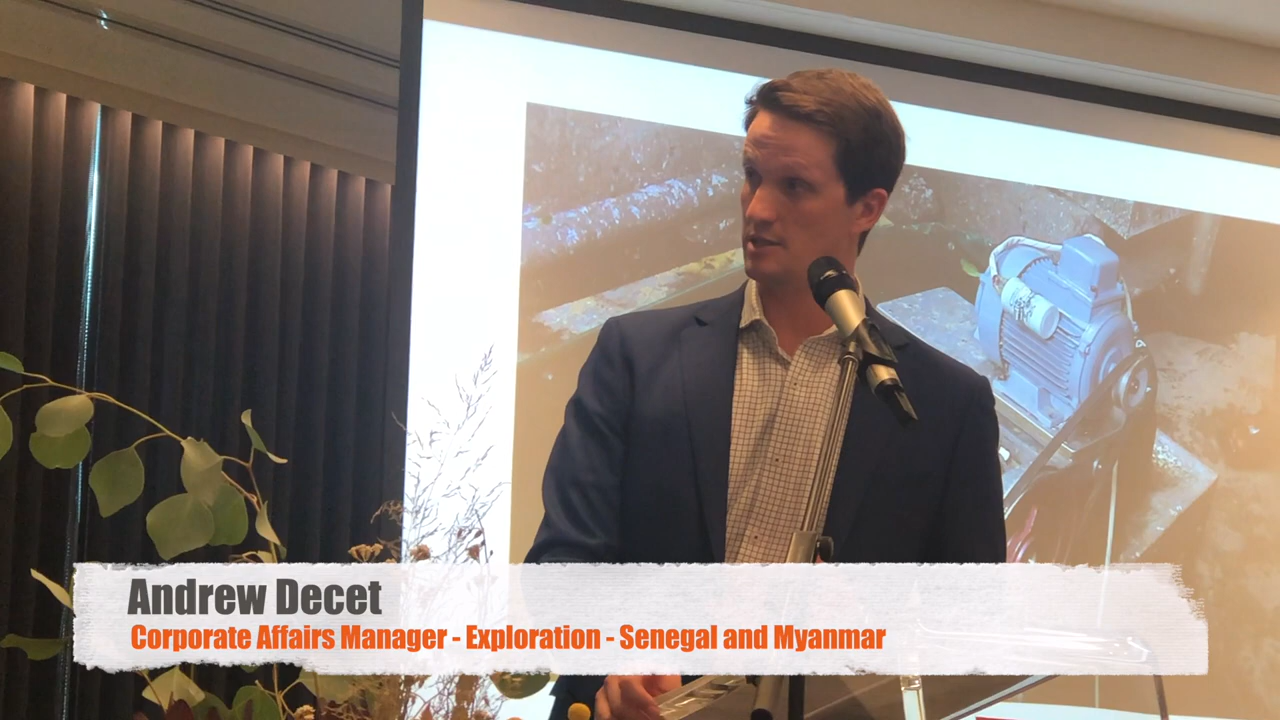 Andrew Decet
Corporate Affairs Manager - Exploration - Senegal and Myanmar